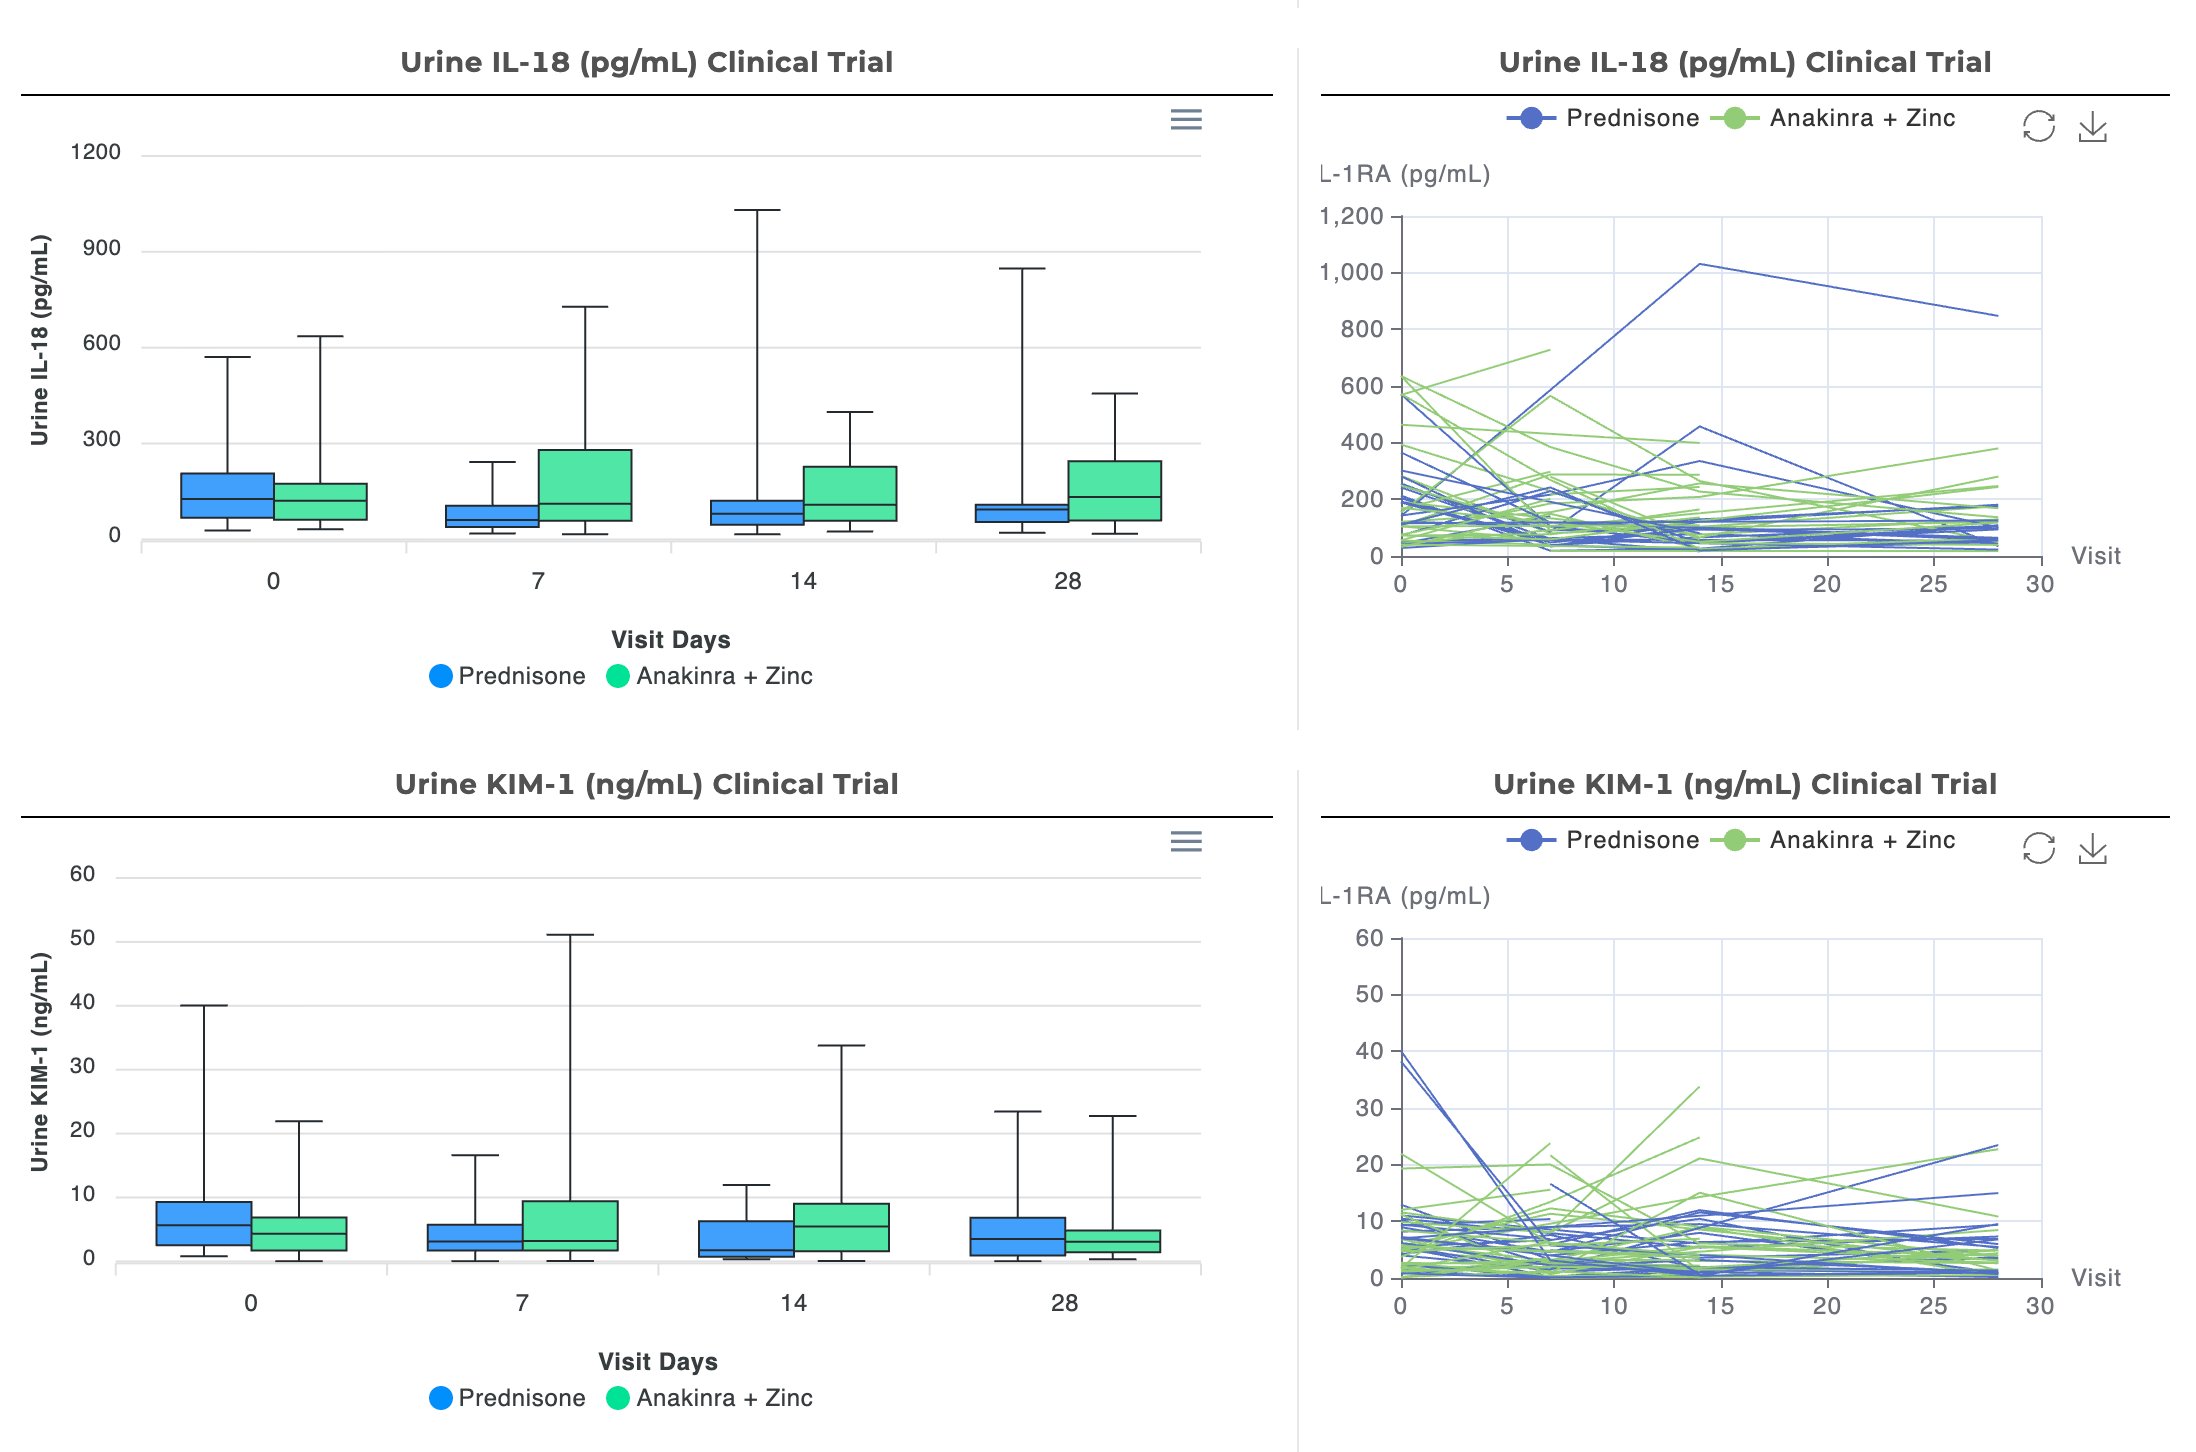 Urine IL-18 (pg/mL) Clinical Trial
1200
900
600
300
0
Urine IL-18 (pg/mL)
0 7 14 28
Visit Days
Prednisone Anakinra + Zinc
Urine IL-18 (pg/mL) Clinical Trial
Prednisone Anakinra + Zinc
L-1RA (pg/mL)
1,200
1,000
800
600
400
200
0
0 5 10 15 20 25 30
Visit
Urine KIM-1 (ng/mL) Clinical Trial
60
50
40
30
20
10
0
Urine KIM-1 (ng/mL)
0 7 14 28
Visit Days
Prednisone Anakinra + Zinc
Urine KIM-1 (ng/mL) Clinical Trial
Prednisone Anakinra + Zinc
L-1RA (pg/mL)
60
50
40
30
20
10
0
0 5 10 15 20 25 30
Visit